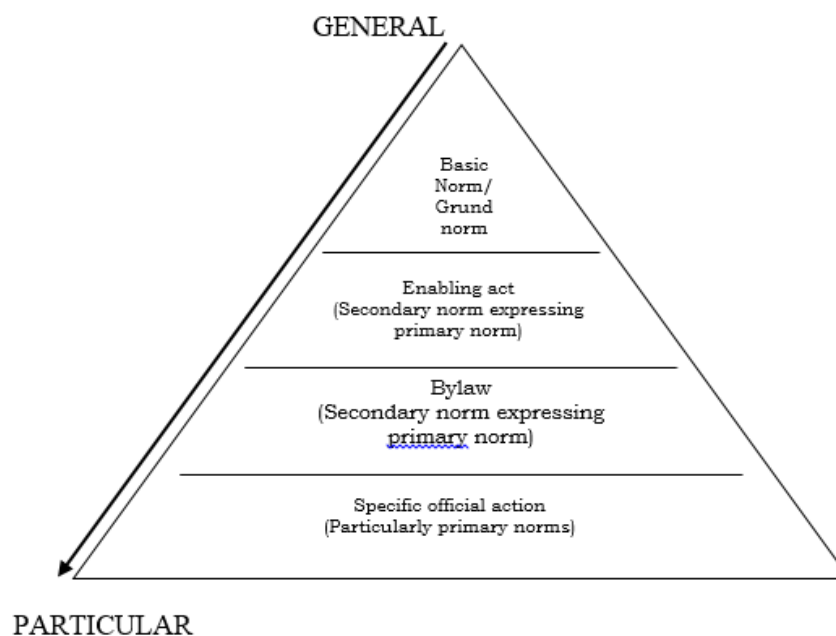 GENERAL
Basic
Norm/
Grund
norm
Enabling act
(Secondary norm expressing
primary norm)
Bylaw
(Secondary norm expressing
primary norm)
Specific official action
(Particularly primary norms)
PARTICULAR